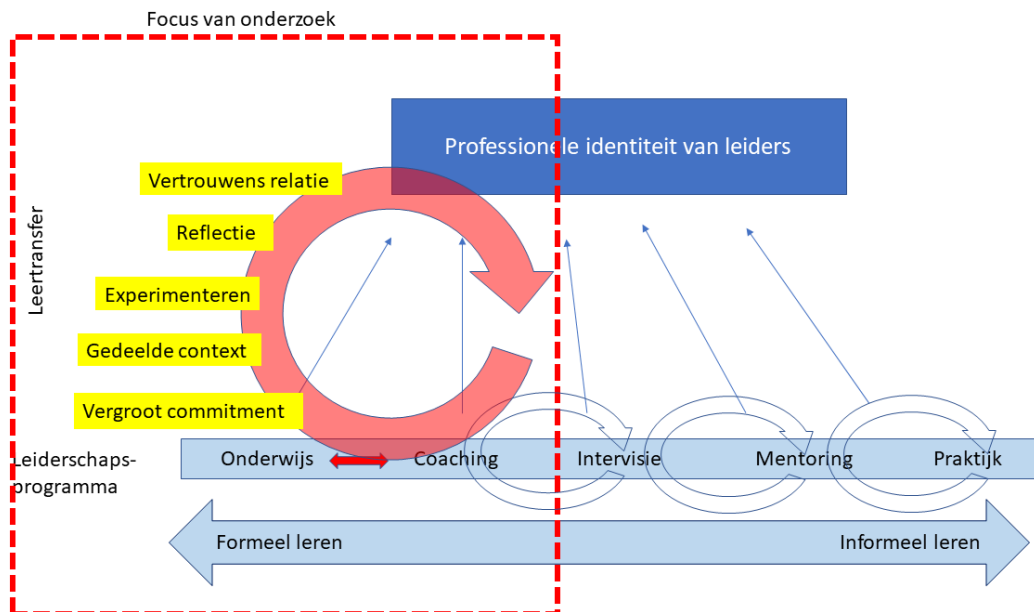 Focus van onderzoek
Professionele identiteit van leiders
Vertrouwens relatie
Reflectie
Leertransfer
Experimenteren
Gedeelde context
Vergroot commitment
Leiderschaps-
programma
Onderwijs
Coaching
Intervisie
Mentoring
Praktijk
Formeel leren
Informeel leren